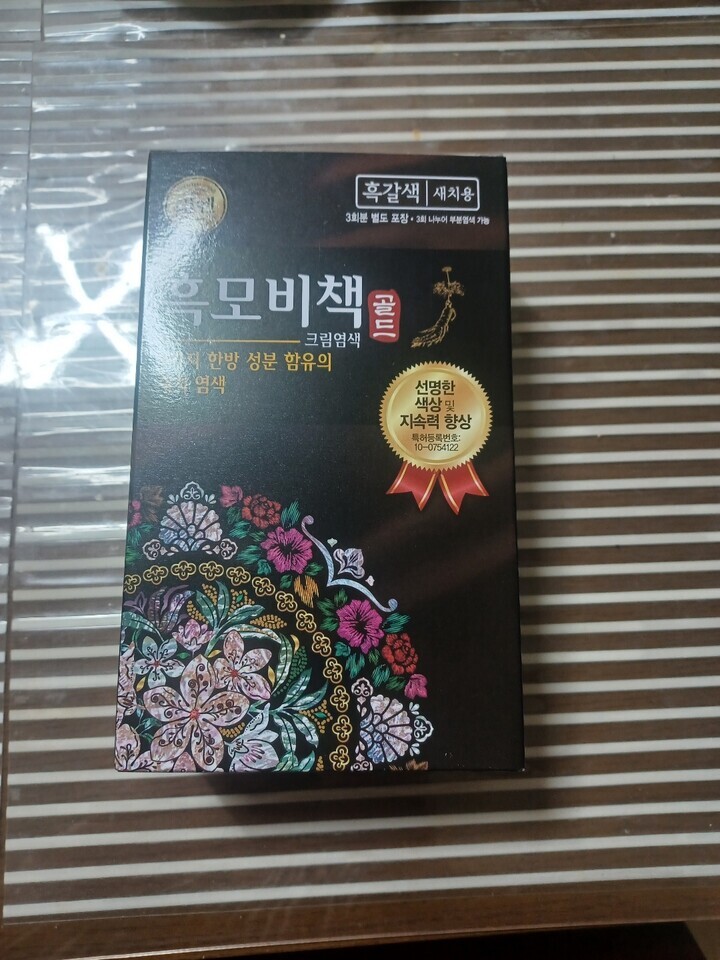 흑갈색 새치용
3회분 별도 포장 • 3회 나누어 부분염색 가능
흑모비책 골드
크림염색
한방 성분 함유의
염색
선명한
색상 및
지속력 향상
특허등록번호:
10-0754122